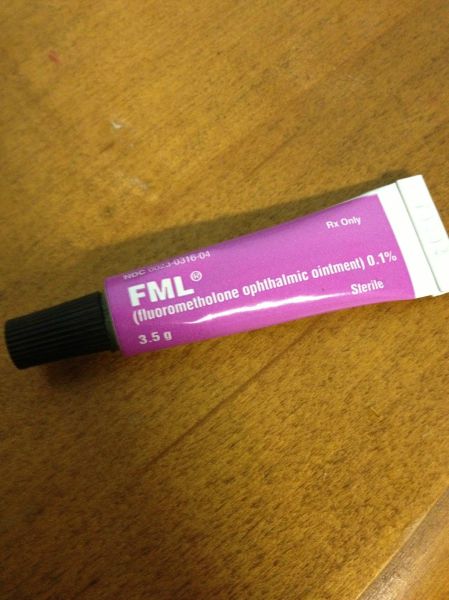 NDC 0023-0316-04
Rx Only
FML®
(fluorometholone ophthalmic ointment) 0.1%
Sterile
3.5 g